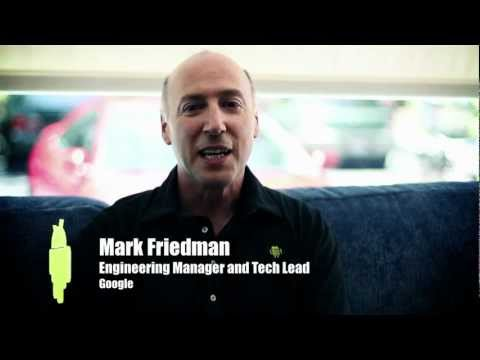 Mark Friedman
Engineering Manager and Tech Lead
Google